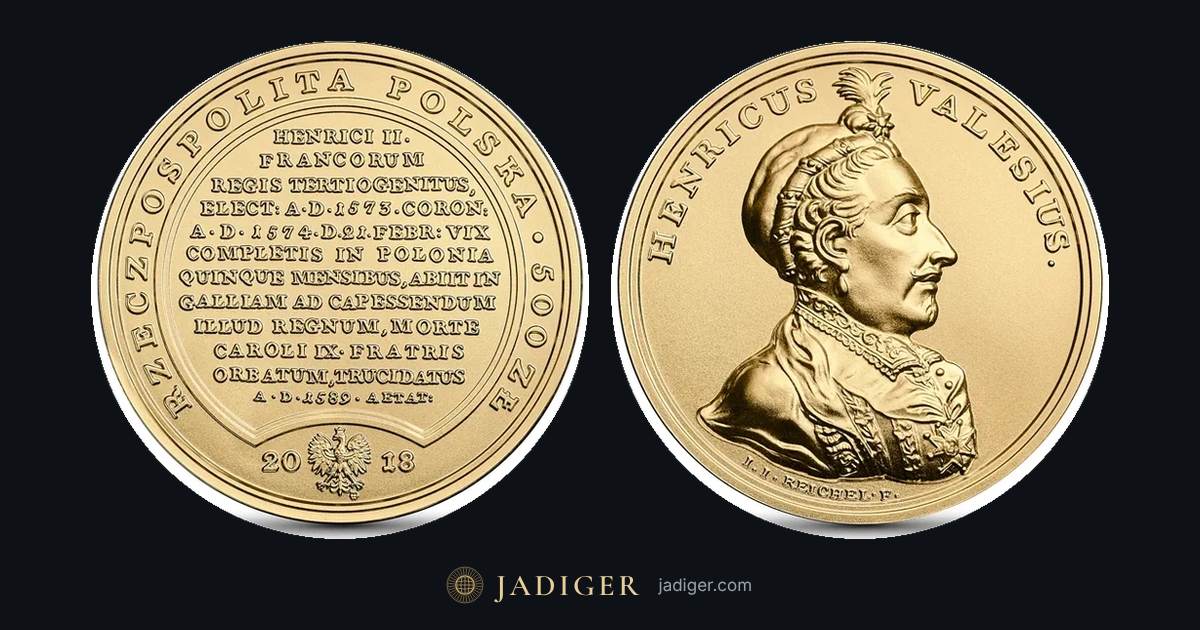 RZECZPOSPOLITA POLSKA · 500 ZŁ
HENRICI II.
FRANCORUM
REGIS TERTIOGENITUS,
ELECT: A·D·1573·CORON:
A·D·1574·D.21.FEBR: VIX
COMPLETIS IN POLONIA
QUINQUE MENSIBUS, ABIIT IN
GALLIAM AD CAPESSENDUM
ILLUD REGNUM, MORTE
CAROLI IX· FRATRIS
ORBATUM, TRUCIDATUS
A·D·1589· AETAT:
20 18
HENRICUS VALESIUS.
I. I. REICHEL· F.
JADIGER jadiger.com